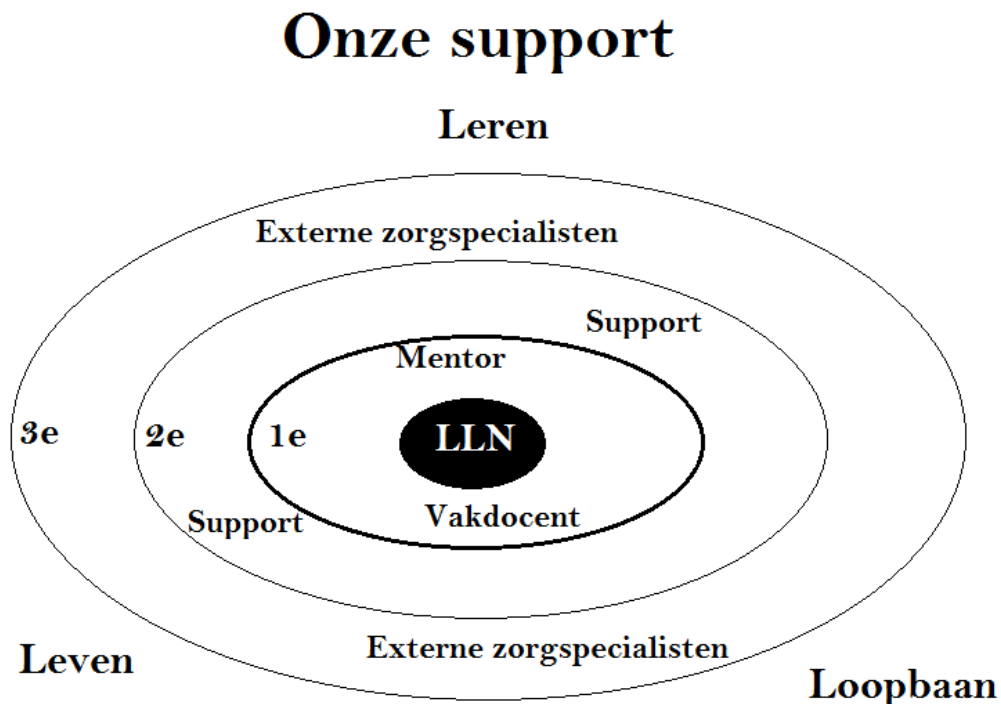 Onze support
Leren
Externe zorgspecialisten
Support
Mentor
3e 2e 1e LLN
Vakdocent
Support
Externe zorgspecialisten
Leven
Loopbaan